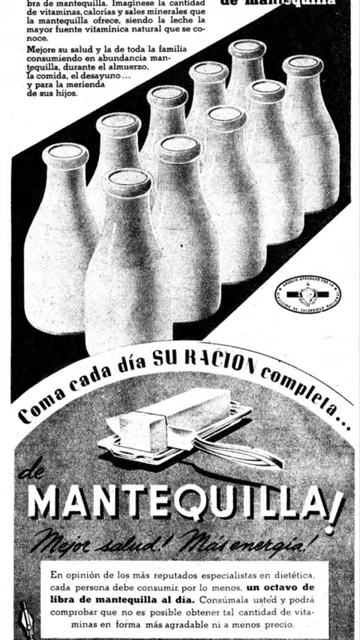 bra de mantequilla. Imagínese la cantidad
de vitaminas, calorías y sales minerales que
la mantequilla ofrece, siendo la leche la
mayor fuente vitamínica natural que se co-
noce.
Mejore su salud y la de toda la familia
consumiendo en abundancia man-
tequilla, durante el almuerzo,
la comida, el desayuno...
y para la merienda
de sus hijos.
de mantequilla
Coma cada día SU RACION completa...
de
MANTEQUILLA!
Mejor salud y Más energía!
En opinión de los más reputados especialistas en dietética,
cada persona debe consumir, por lo menos, un octavo de
libra de mantequilla al día. Consúmala usted y podrá
comprobar que no es posible obtener tal cantidad de vita-
minas en forma más agradable ni a menos precio.